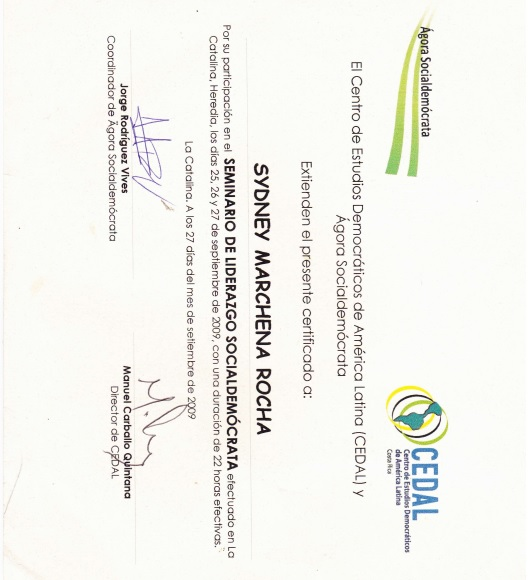 Ágora Socialdemócrata
CEDAL
Centro de Estudios Democráticos
de América Latina
Costa Rica
El Centro de Estudios Democráticos de América Latina (CEDAL) y
Ágora Socialdemócrata
Extienden el presente certificado a:
SYDNEY MARCHENA ROCHA
Por su participación en el SEMINARIO DE LIDERAZGO SOCIALDEMÓCRATA efectuado en La
Catalina, Heredia, los días 25, 26 y 27 de septiembre de 2009, con una duración de 22 horas efectivas.
La Catalina, A los 27 días del mes de setiembre de 2009
Jorge Rodríguez Vives
Coordinador de Ágora Socialdemócrata
Manuel Carballo Quintana
Director de CEDAL